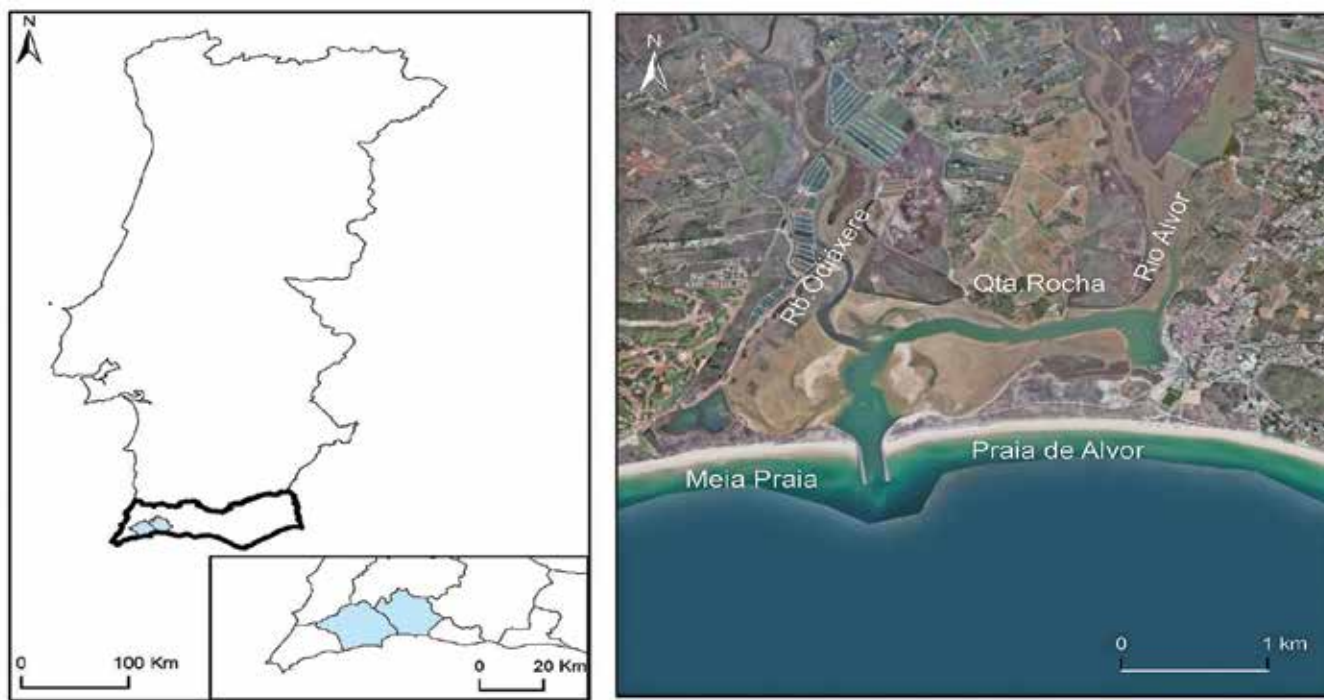 N
0
100 Km
0
20 Km
N
Rb Odiáxere
Qta Rocha
Rio Alvor
Meia Praia
Praia de Alvor
0
1 km